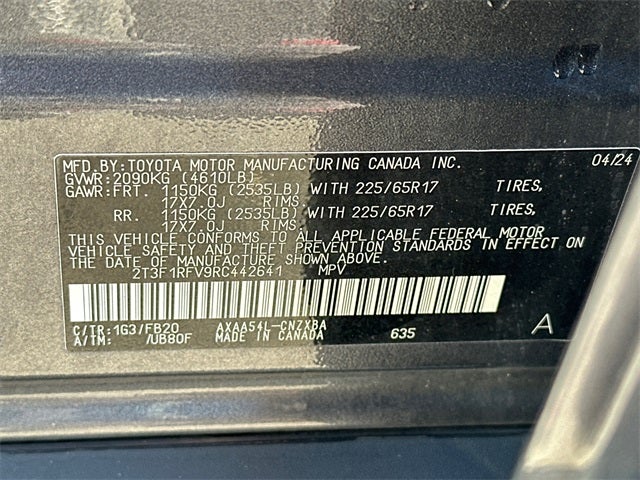 MFD. BY: TOYOTA MOTOR MANUFACTURING CANADA INC. 04/24
GVWR: 2090KG (4610LB)
GAWR: FRT. 1150KG (2535LB) WITH 225/65R17 TIRES,
17X7.0J RIMS.
RR. 1150KG (2535LB) WITH 225/65R17 TIRES,
17X7.0J RIMS.
THIS VEHICLE CONFORMS TO ALL APPLICABLE FEDERAL MOTOR
VEHICLE SAFETY AND THEFT PREVENTION STANDARDS IN EFFECT ON
THE DATE OF MANUFACTURE SHOWN ABOVE.
2T3F1RFV9RC442641 MPV
C/TR: 1G3/FB20 AXAA54L-CNZXBA
A/TM: /UB80F MADE IN CANADA 635 A